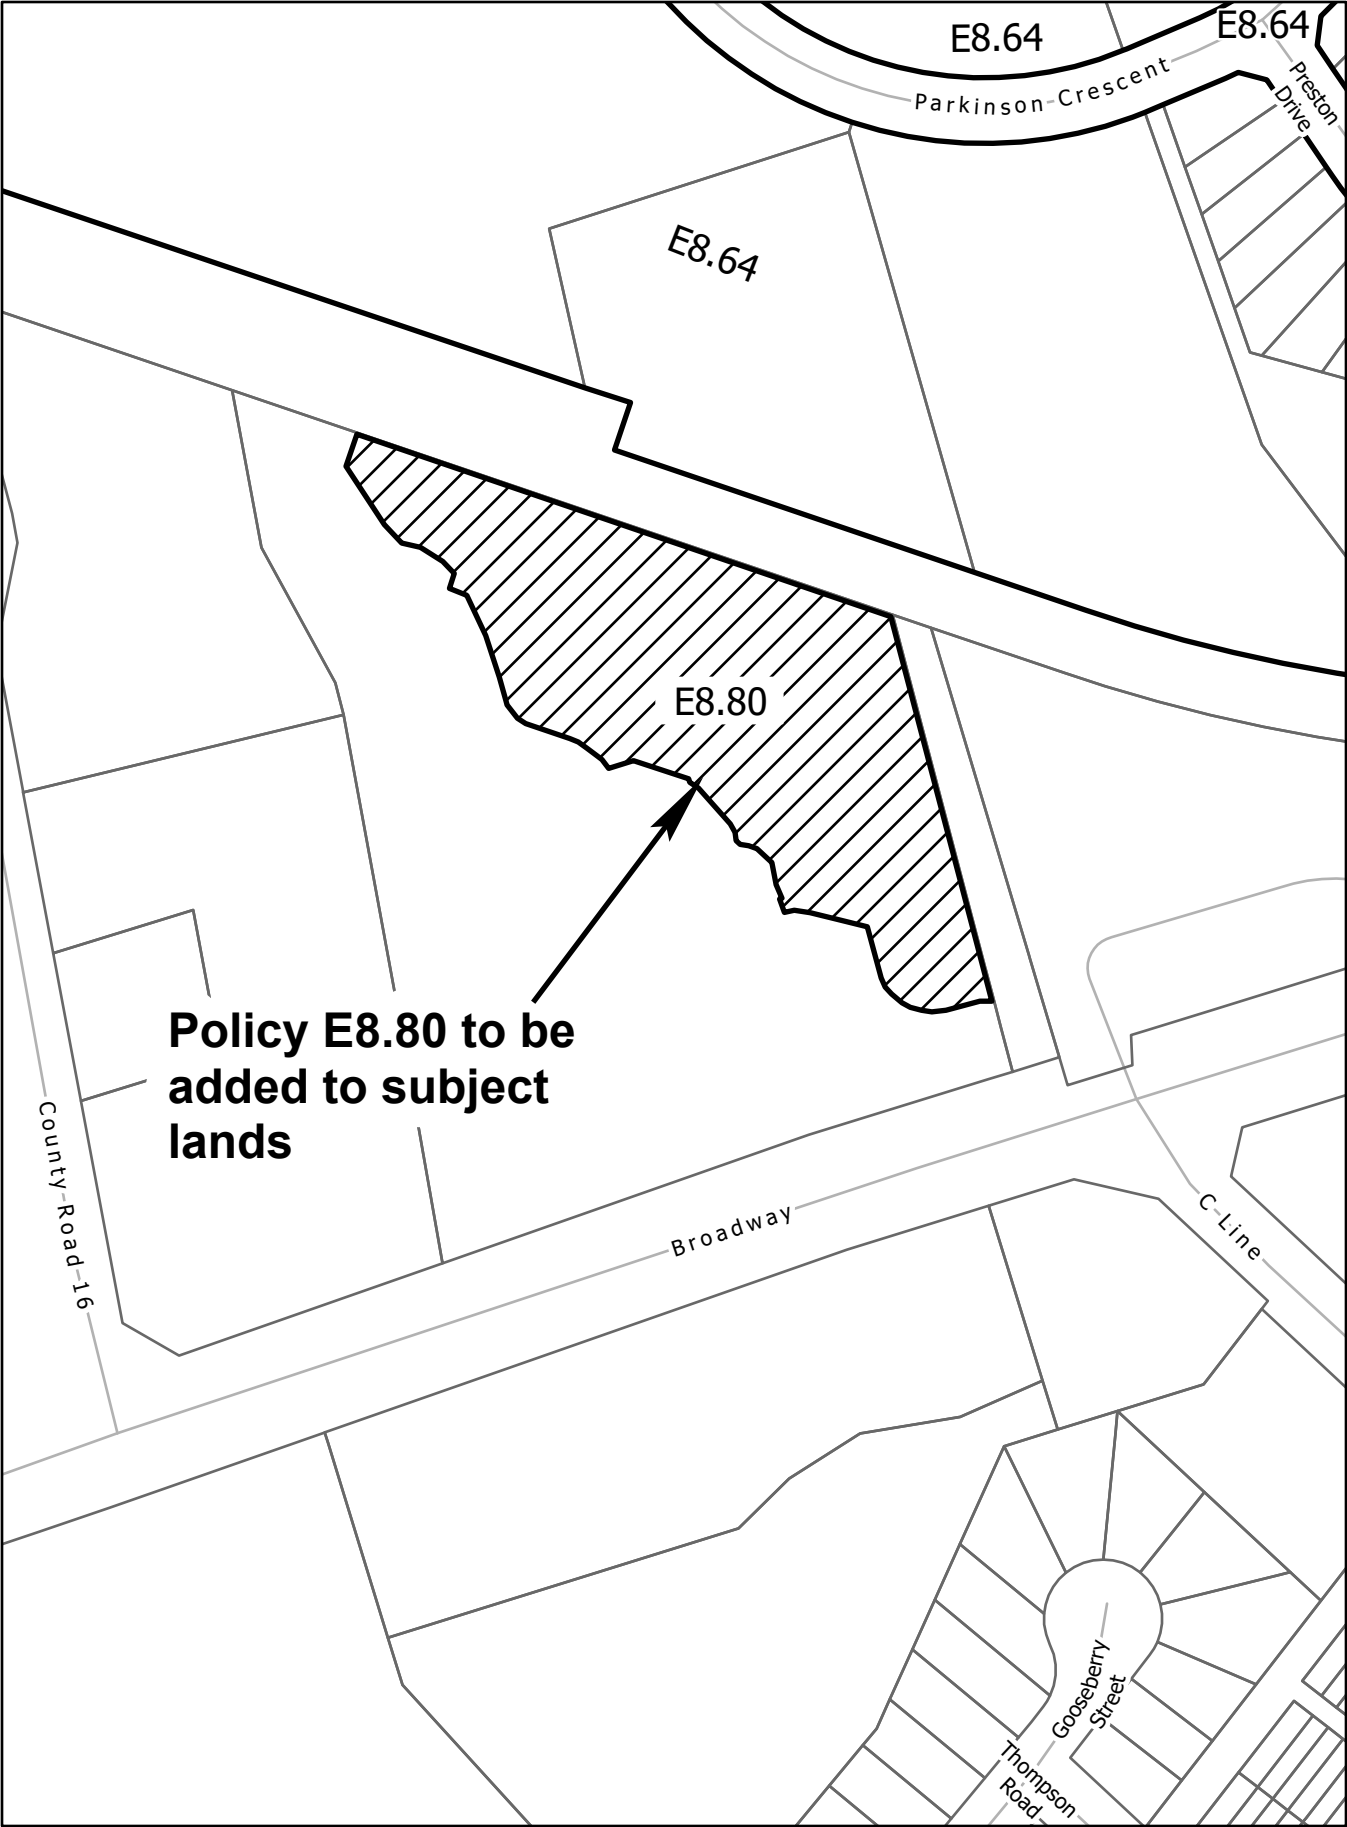 E8.64
E8.64
Parkinson Crescent
Preston
Drive
E8.64
E8.80
Policy E8.80 to be
added to subject
lands
County Road 16
Broadway
C Line
Gooseberry
Street
Thompson
Road